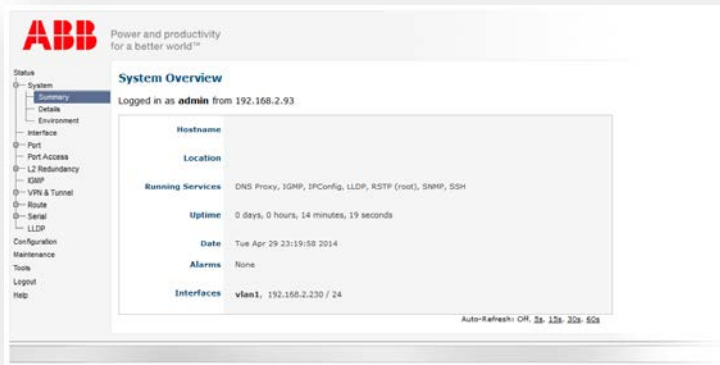 ABB
Power and productivity
for a better world™
Status
System
Summary
Details
Environment
Interface
Port
Port Access
L2 Redundancy
IGMP
VPN & Tunnel
Route
Serial
LLDP
Configuration
Maintenance
Tools
Logout
Help
System Overview
Logged in as admin from 192.168.2.93
Hostname
Location
Running Services DNS Proxy, IGMP, IPConfig, LLDP, RSTP (root), SNMP, SSH
Uptime 0 days, 0 hours, 14 minutes, 19 seconds
Date Tue Apr 29 23:19:58 2014
Alarms None
Interfaces vlan1, 192.168.2.230 / 24
Auto-Refresh: Off, 5s, 15s, 30s, 60s